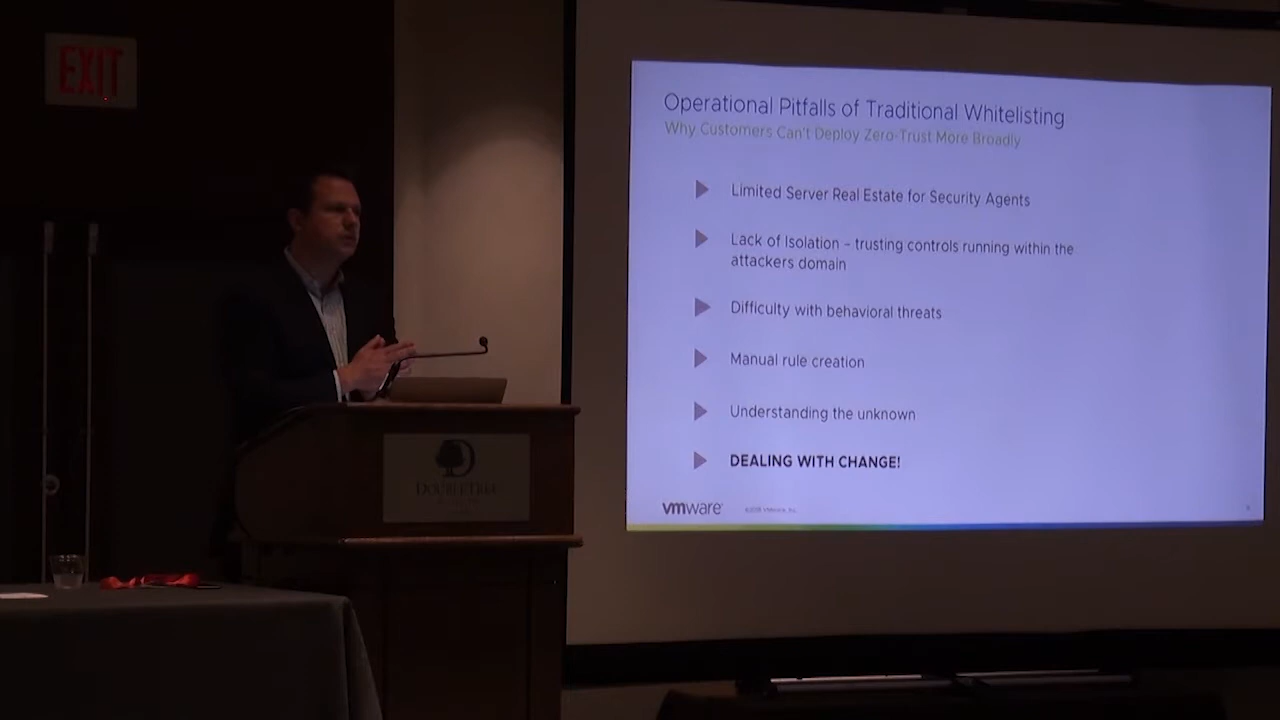 EXIT
Operational Pitfalls of Traditional Whitelisting
Why Customers Can't Deploy Zero-Trust More Broadly
Limited Server Real Estate for Security Agents
Lack of Isolation – trusting controls running within the
attackers domain
Difficulty with behavioral threats
Manual rule creation
Understanding the unknown
DEALING WITH CHANGE!
vmware
DOUBLETREE